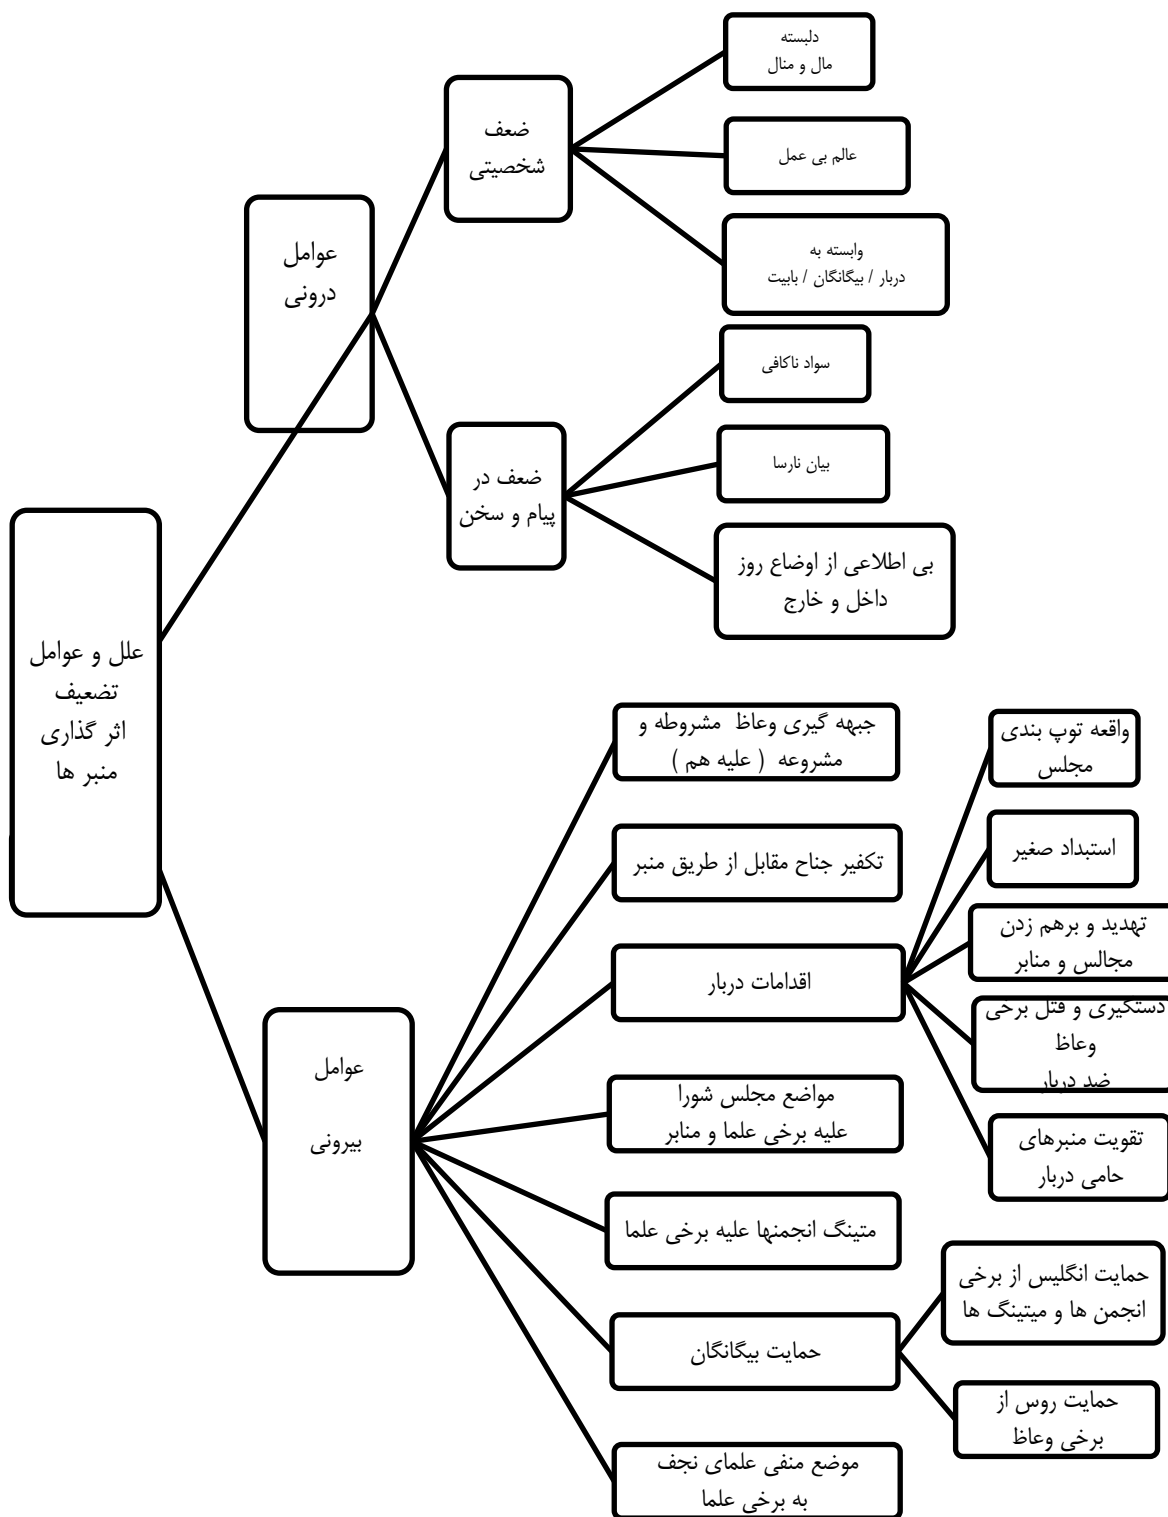 علل و عوامل
تضعیف
اثر گذاری
منبر ها
عوامل
درونی
ضعف
شخصیتی
دلبسته
مال و منال
عالم بی عمل
وابسته به
دربار / بیگانگان / بابیت
ضعف در
پیام و سخن
سواد ناکافی
بیان نارسا
بی اطلاعی از اوضاع روز
داخل و خارج
عوامل
بیرونی
جبهه گیری وعاظ مشروطه و
مشروعه ( علیه هم )
تکفیر جناح مقابل از طریق منبر
اقدامات دربار
واقعه توپ بندی
مجلس
استبداد صغیر
تهدید و برهم زدن
مجالس و منابر
دستگیری و قتل برخی
وعاظ
ضد دربار
تقویت منبرهای
حامی دربار
مواضع مجلس شورا
علیه برخی علما و منابر
متینگ انجمنها علیه برخی علما
حمایت بیگانگان
حمایت انگلیس از برخی
انجمن ها و میتینگ ها
حمایت روس از
برخی وعاظ
موضع منفی علمای نجف
به برخی علما